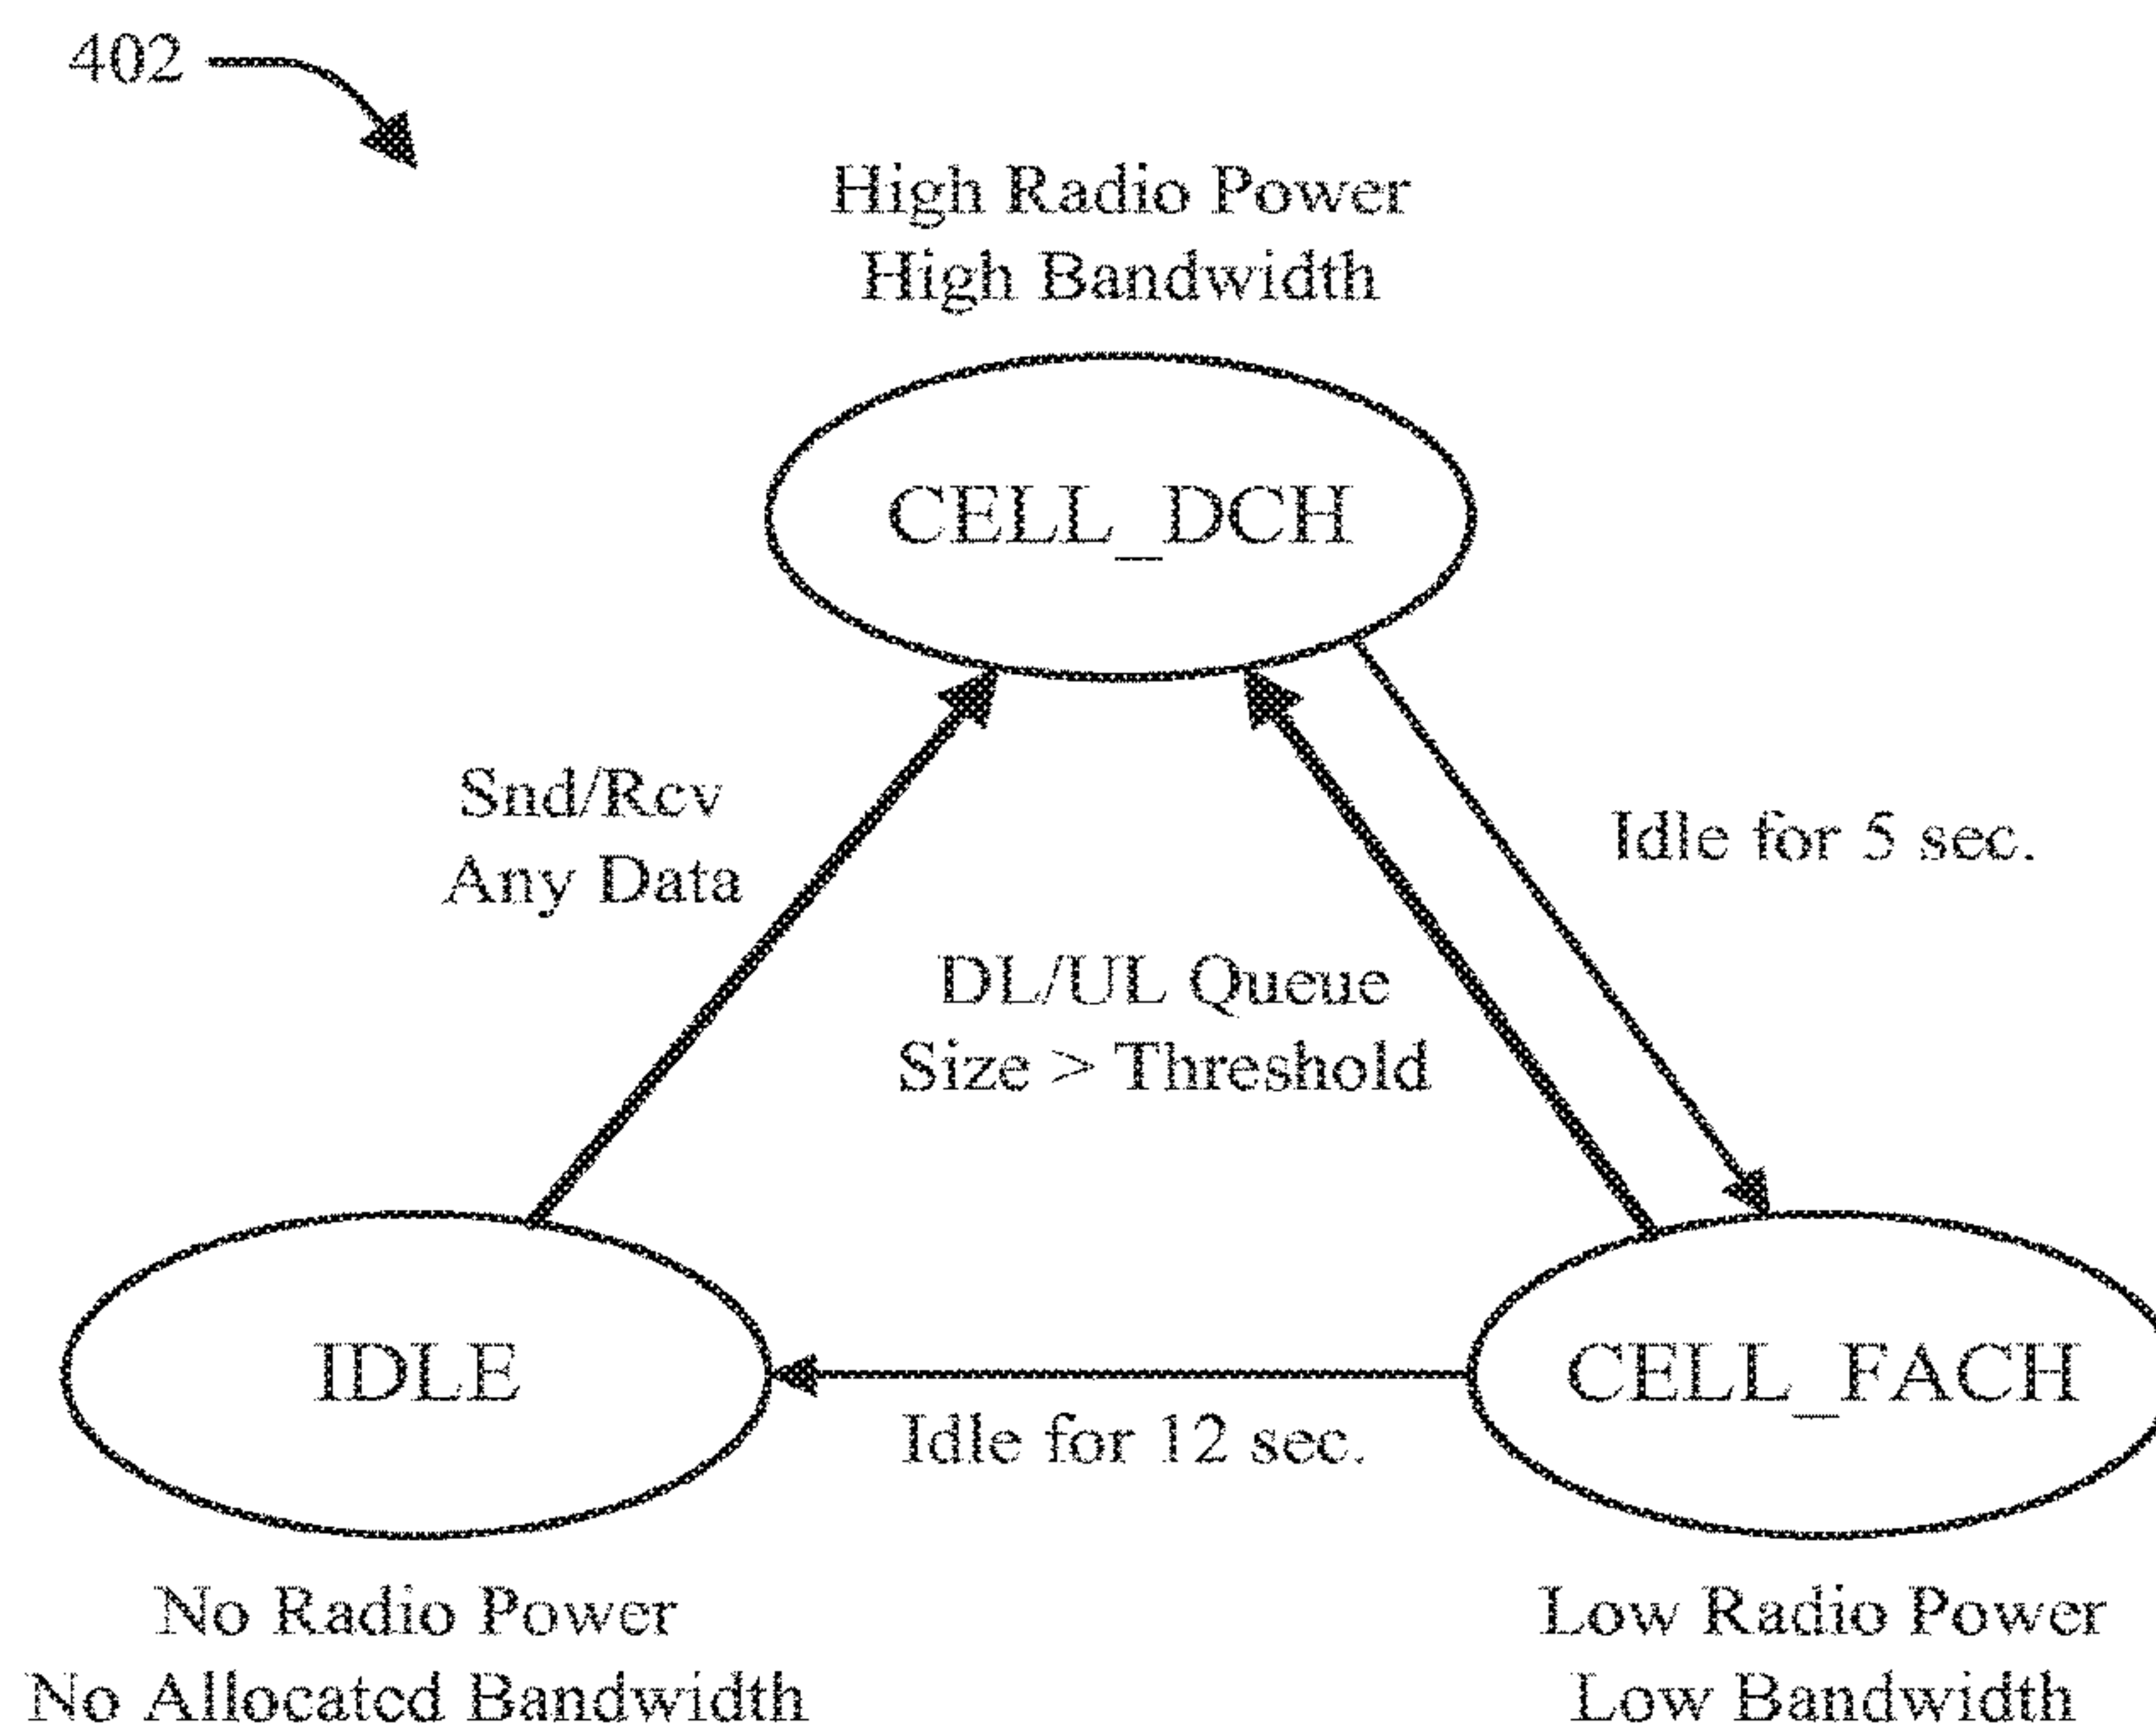 402
High Radio Power
High Bandwidth
CELL_DCH
Snd/Rcv
Any Data
Idle for 5 sec.
DL/UL Queue
Size > Threshold
IDLE
CELL_FACH
Idle for 12 sec.
No Radio Power
No Allocated Bandwidth
Low Radio Power
Low Bandwidth